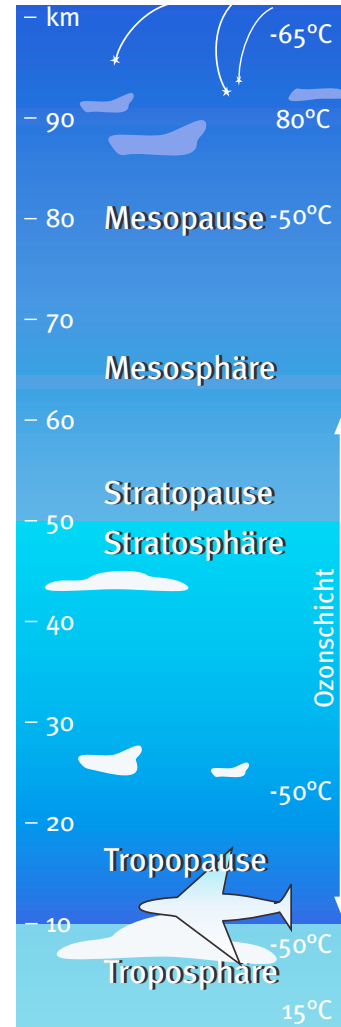 – km -65°C
– 90 80°C
– 80 Mesopause -50°C
– 70
Mesosphäre
– 60
Stratopause
– 50
Stratosphäre
– 40
Ozonschicht
– 30
-50°C
– 20
Tropopause
– 10
-50°C
Troposphäre
15°C